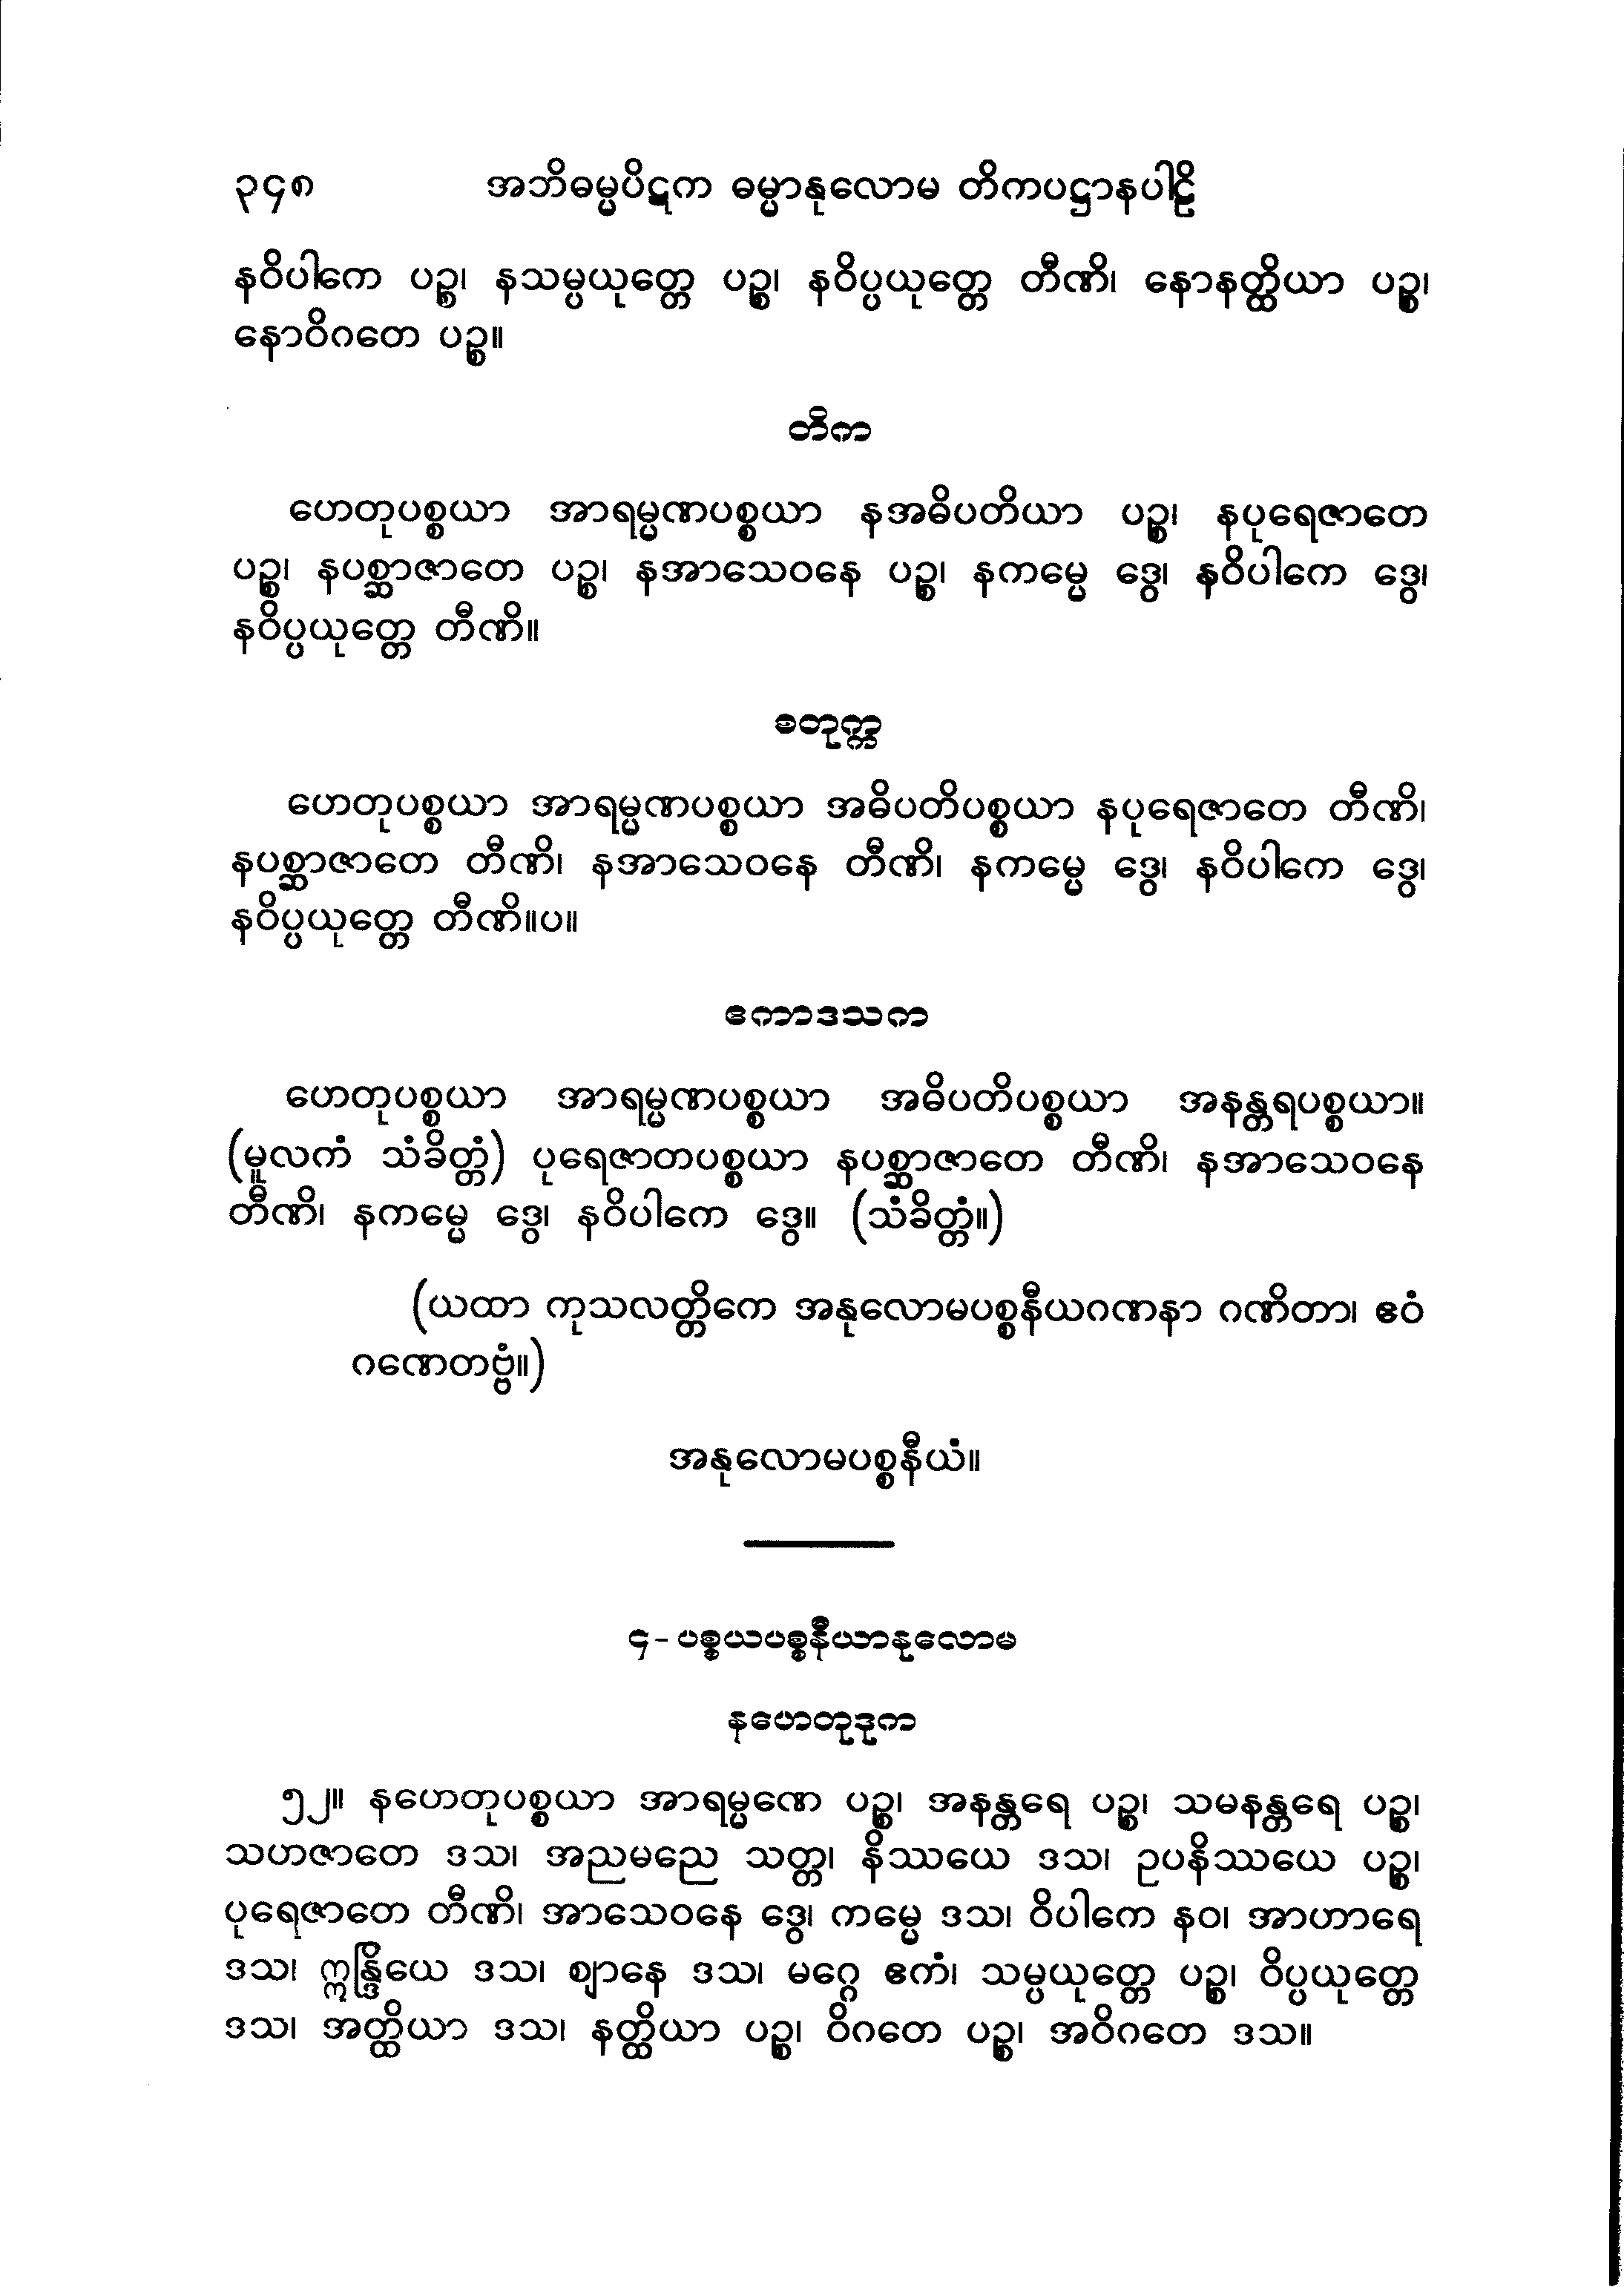 ၃၄၈ အဘိဓမ္မပိဋက ဓမ္မာနုလောမ တိကပဋ္ဌာနပါဠိ
နဝိပါကေ ပဉ္စ၊ နသမ္ပယုတ္တေ ပဉ္စ၊ နဝိပ္ပယုတ္တေ တီဏိ၊ နောနတ္ထိယာ ပဉ္စ၊
နောဝိဂတေ ပဉ္စ။
တိက
ဟေတုပစ္စယာ အာရမ္မဏပစ္စယာ နအဓိပတိယာ ပဉ္စ၊ နပုရေဇာတေ
ပဉ္စ၊ နပစ္ဆာဇာတေ ပဉ္စ၊ နအာသေဝနေ ပဉ္စ၊ နကမ္မေ ဒွေ၊ နဝိပါကေ ဒွေ၊
နဝိပ္ပယုတ္တေ တီဏိ။
စတုက္က
ဟေတုပစ္စယာ အာရမ္မဏပစ္စယာ အဓိပတိပစ္စယာ နပုရေဇာတေ တီဏိ၊
နပစ္ဆာဇာတေ တီဏိ၊ နအာသေဝနေ တီဏိ၊ နကမ္မေ ဒွေ၊ နဝိပါကေ ဒွေ၊
နဝိပ္ပယုတ္တေ တီဏိ။ပ။
ဧကာဒသက
ဟေတုပစ္စယာ အာရမ္မဏပစ္စယာ အဓိပတိပစ္စယာ အနန္တရပစ္စယာ။
(မူလကံ သံခိတ္တံ) ပုရေဇာတပစ္စယာ နပစ္ဆာဇာတေ တီဏိ၊ နအာသေဝနေ
တီဏိ၊ နကမ္မေ ဒွေ၊ နဝိပါကေ ဒွေ။ (သံခိတ္တံ။)
(ယထာ ကုသလတ္တိကေ အနုလောမပစ္စနီယဂဏနာ ဂဏိတာ၊ ဧဝံ
ဂဏေတဗ္ဗံ။)
အနုလောမပစ္စနီယံ။
၄-ပစ္စယပစ္စနီယာနုလောမ
နဟေတုဒုက
၅၂။ နဟေတုပစ္စယာ အာရမ္မဏေ ပဉ္စ၊ အနန္တရေ ပဉ္စ၊ သမနန္တရေ ပဉ္စ၊
သဟဇာတေ ဒသ၊ အညမညေ သတ္တ၊ နိဿယေ ဒသ၊ ဥပနိဿယေ ပဉ္စ၊
ပုရေဇာတေ တီဏိ၊ အာသေဝနေ ဒွေ၊ ကမ္မေ ဒသ၊ ဝိပါကေ နဝ၊ အာဟာရေ
ဒသ၊ ဣန္ဒြိယေ ဒသ၊ ဈာနေ ဒသ၊ မဂ္ဂေ ဧကံ၊ သမ္ပယုတ္တေ ပဉ္စ၊ ဝိပ္ပယုတ္တေ
ဒသ၊ အတ္ထိယာ ဒသ၊ နတ္ထိယာ ပဉ္စ၊ ဝိဂတေ ပဉ္စ၊ အဝိဂတေ ဒသ။